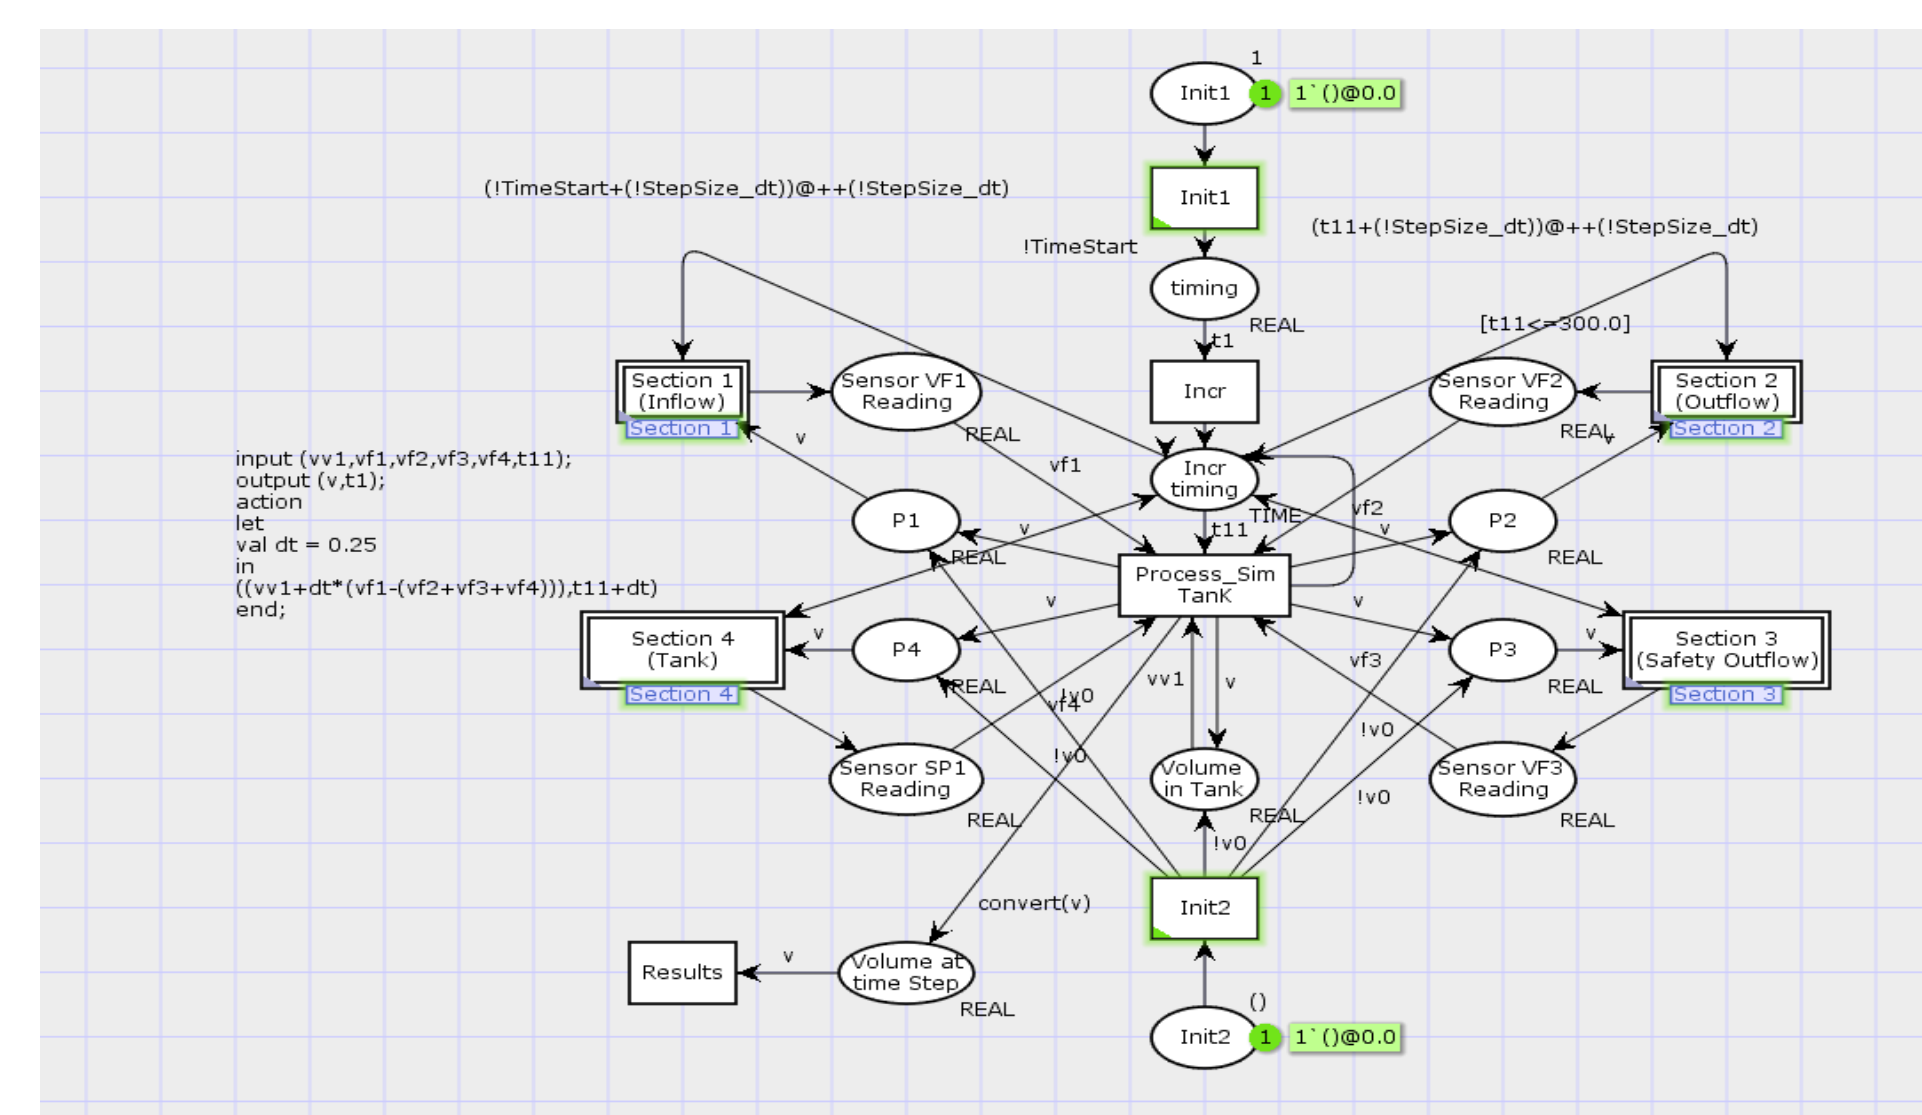 1
Init1
1
1`()@0.0
(!TimeStart+(!StepSize_dt))@++(!StepSize_dt)
Init1
(t11+(!StepSize_dt))@++(!StepSize_dt)
!TimeStart
timing
REAL
[t11<=300.0]
t1
Section 1
(Inflow)
Section 1
Sensor VF1
Reading
REAL
Incr
Sensor VF2
Reading
REAL
Section 2
(Outflow)
Section 2
v
v
vf1
input (vv1,vf1,vf2,vf3,vf4,t11);
output (v,t1);
action
let
val dt = 0.25
in
((vv1+dt*(vf1-(vf2+vf3+vf4))),t11+dt)
end;
Incr
timing
TIME
t11
vf2
P1
REAL
v
v
P2
REAL
Process_Sim
TanK
v
v
Section 4
(Tank)
Section 4
v
P4
REAL
P3
REAL
v
Section 3
(Safety Outflow)
Section 3
vf3
vv1
v
vf4
!v0
!v0
!v0
!v0
Sensor SP1
Reading
REAL
Volume
in Tank
REAL
Sensor VF3
Reading
REAL
!v0
convert(v)
Init2
Results
v
Volume at
time Step
REAL
()
Init2
1
1`()@0.0